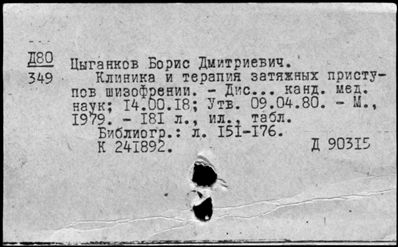 Д80
349
Цыганков Борис Дмитриевич.
Клиника и терапия затяжных присту-
пов шизофрении. - Дис... канд. мед.
наук; 14.00.18; Утв. 09.04.80. - М.,
1979. - 181 л., ил., табл.
Библиогр.: л. 151-176.
К 241892. Д 90315